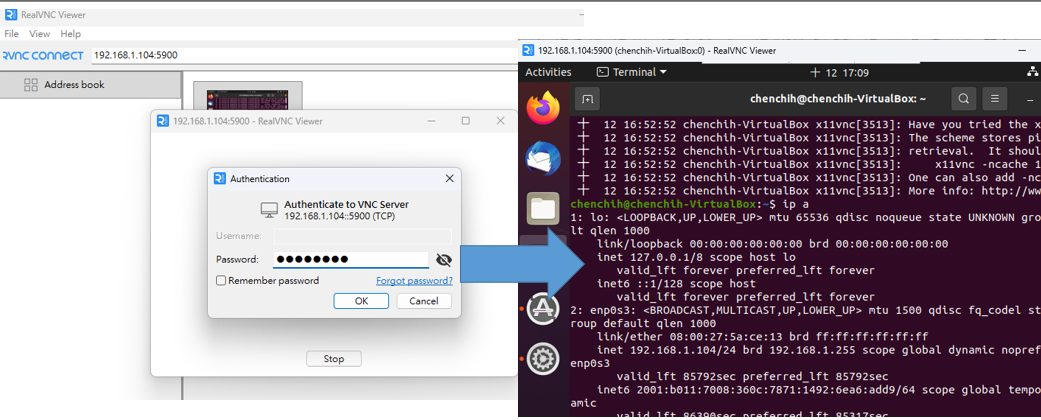 RealVNC Viewer
File View Help
RVNC CONNECT 192.168.1.104:5900
Address book
192.168.1.104:5900 - RealVNC Viewer
Authentication
Authenticate to VNC Server
192.168.1.104::5900 (TCP)
Username:
Password: ●●●●●●●●
Remember password Forgot password?
OK Cancel
Stop
192.168.1.104:5900 (chenchih-VirtualBox:0) - RealVNC Viewer
Activities Terminal 十 12 17:09
chenchih@chenchih-VirtualBox: ~
十 12 16:52:52 chenchih-VirtualBox x11vnc[3513]: Have you tried the x
十 12 16:52:52 chenchih-VirtualBox x11vnc[3513]: The scheme stores pi
十 12 16:52:52 chenchih-VirtualBox x11vnc[3513]: retrieval. It shoul
十 12 16:52:52 chenchih-VirtualBox x11vnc[3513]: x11vnc -ncache 1
十 12 16:52:52 chenchih-VirtualBox x11vnc[3513]: One can also add -nc
十 12 16:52:52 chenchih-VirtualBox x11vnc[3513]: More info: http://ww
chenchih@chenchih-VirtualBox:~$ ip a
1: lo: <LOOPBACK,UP,LOWER_UP> mtu 65536 qdisc noqueue state UNKNOWN gro
lt qlen 1000
link/loopback 00:00:00:00:00:00 brd 00:00:00:00:00:00
inet 127.0.0.1/8 scope host lo
valid_lft forever preferred_lft forever
inet6 ::1/128 scope host
valid_lft forever preferred_lft forever
2: enp0s3: <BROADCAST,MULTICAST,UP,LOWER_UP> mtu 1500 qdisc fq_codel st
roup default qlen 1000
link/ether 08:00:27:5a:ce:13 brd ff:ff:ff:ff:ff:ff
inet 192.168.1.104/24 brd 192.168.1.255 scope global dynamic nopref
enp0s3
valid_lft 85792sec preferred_lft 85792sec
inet6 2001:b011:7008:360c:7871:1492:6ea6:add9/64 scope global tempo
amic
valid_lft 86390sec preferred_lft 85317sec